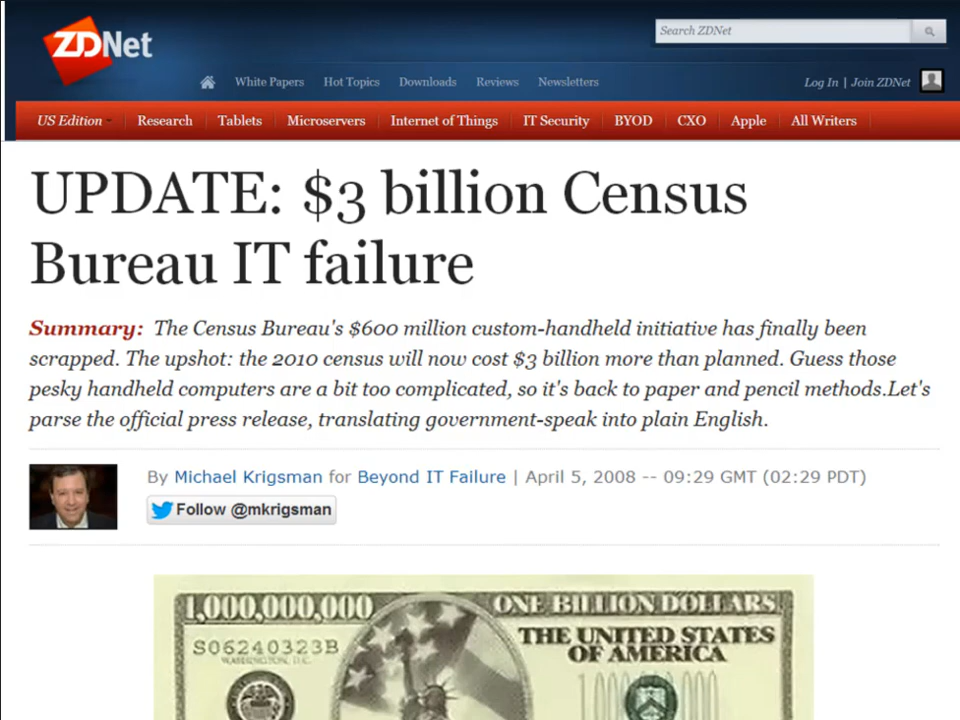 ZDNet
Search ZDNet
White Papers Hot Topics Downloads Reviews Newsletters
Log In | Join ZDNet
US Edition Research Tablets Microservers Internet of Things IT Security BYOD CXO Apple All Writers
UPDATE: $3 billion Census
Bureau IT failure
Summary: The Census Bureau's $600 million custom-handheld initiative has finally been
scrapped. The upshot: the 2010 census will now cost $3 billion more than planned. Guess those
pesky handheld computers are a bit too complicated, so it's back to paper and pencil methods.Let's
parse the official press release, translating government-speak into plain English.
By Michael Krigsman for Beyond IT Failure | April 5, 2008 -- 09:29 GMT (02:29 PDT)
Follow @mkrigsman
1,000,000,000 ONE BILLION DOLLARS
THE UNITED STATES
OF AMERICA
S06240323B
WASHINGTON, D.C.
1,000,000,000